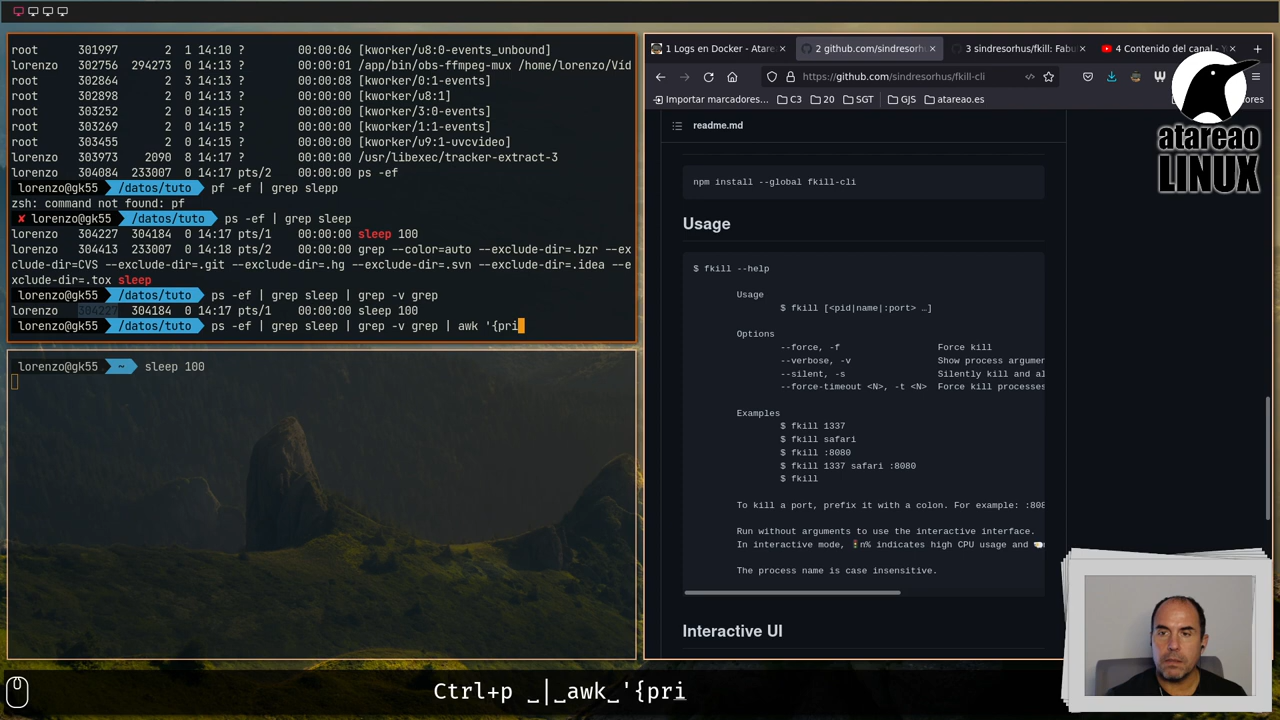 root     301997       2  1 14:10 ?        00:00:06 [kworker/u8:0-events_unbound]
lorenzo  302756  294273  0 14:13 ?        00:00:01 /app/bin/obs-ffmpeg-mux /home/lorenzo/Víd
root     302864       2  3 14:13 ?        00:00:08 [kworker/0:1-events]
root     302898       2  0 14:13 ?        00:00:00 [kworker/u8:1]
root     303252       2  0 14:15 ?        00:00:00 [kworker/3:0-events]
root     303269       2  0 14:15 ?        00:00:00 [kworker/1:1-events]
root     303455       2  0 14:15 ?        00:00:00 [kworker/u9:1-uvcvideo]
lorenzo  303973    2090  8 14:17 ?        00:00:00 /usr/libexec/tracker-extract-3
lorenzo  304084  233007  0 14:17 pts/2    00:00:00 ps -ef
lorenzo@gk55 /datos/tuto pf -ef | grep slepp
zsh: command not found: pf
✘ lorenzo@gk55 /datos/tuto ps -ef | grep sleep
lorenzo  304227  304184  0 14:17 pts/1    00:00:00 sleep 100
lorenzo  304413  233007  0 14:18 pts/2    00:00:00 grep --color=auto --exclude-dir=.bzr --ex
clude-dir=CVS --exclude-dir=.git --exclude-dir=.hg --exclude-dir=.svn --exclude-dir=.idea --e
xclude-dir=.tox sleep
lorenzo@gk55 /datos/tuto ps -ef | grep sleep | grep -v grep
lorenzo  304227  304184  0 14:17 pts/1    00:00:00 sleep 100
lorenzo@gk55 /datos/tuto ps -ef | grep sleep | grep -v grep | awk '{pri
lorenzo@gk55 ~ sleep 100
1 Logs en Docker - Atare
2 github.com/sindresorh
3 sindresorhus/fkill: Fabu
4 Contenido del canal - Y
https://github.com/sindresorhus/fkill-cli
Importar marcadores... C3 20 SGT GJS atareao.es
ores
atareao
LINUX
readme.md
npm install --global fkill-cli
Usage
$ fkill --help
Usage
$ fkill [<pid|name|:port> …]
Options
--force, -f                  Force kill
--verbose, -v                Show process argumen
--silent, -s                 Silently kill and al
--force-timeout <N>, -t <N>  Force kill processes
Examples
$ fkill 1337
$ fkill safari
$ fkill :8080
$ fkill 1337 safari :8080
$ fkill
To kill a port, prefix it with a colon. For example: :808
Run without arguments to use the interactive interface.
In interactive mode, 🚦n% indicates high CPU usage and
The process name is case insensitive.
Interactive UI
Ctrl+p ␣|␣awk␣'{pri